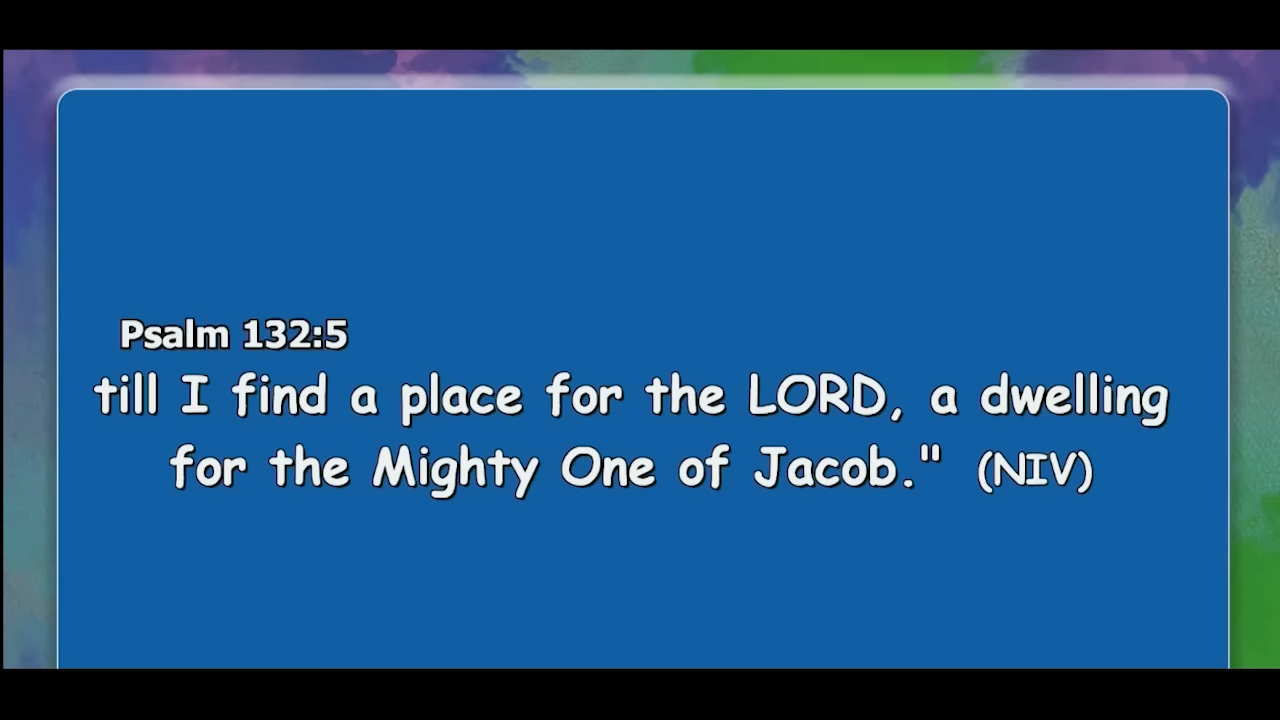 Psalm 132:5
till I find a place for the LORD, a dwelling
for the Mighty One of Jacob." (NIV)